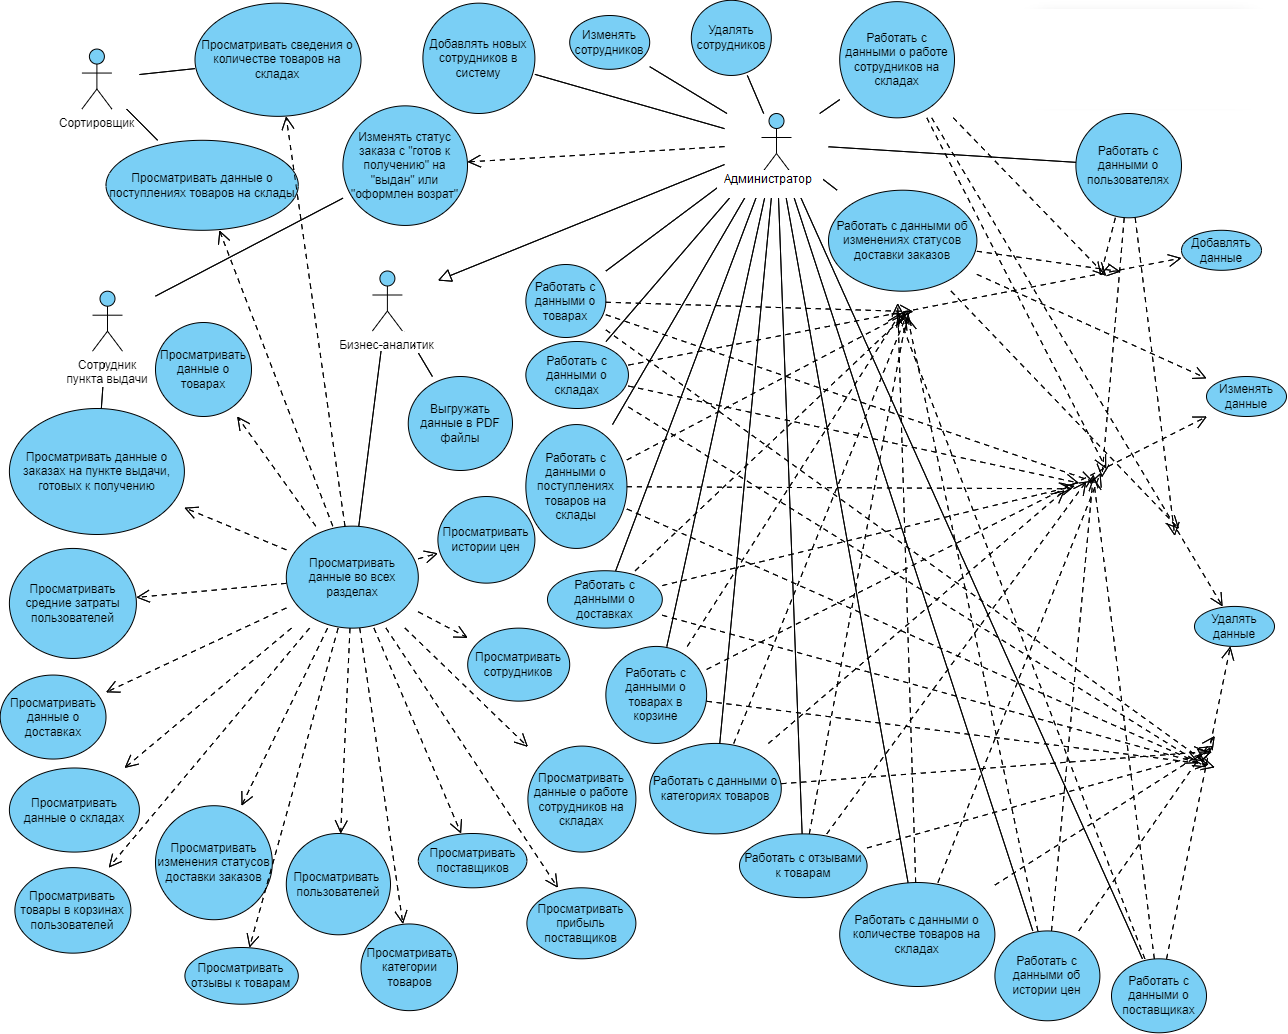 Просматривать сведения о
количестве товаров на
складах
Добавлять новых
сотрудников в
систему
Изменять
сотрудников
Удалять
сотрудников
Работать с
данными о работе
сотрудников на
складах
Сортировщик
Просматривать данные о
поступлениях товаров на склады
Изменять статус
заказа с "готов к
получению" на
"выдан" или
"оформлен возрат"
Администратор
Работать с
данными о
пользователях
Работать с данными об
изменениях статусов
доставки заказов
Добавлять
данные
Работать с
данными о
товарах
Бизнес-аналитик
Сотрудник
пункта выдачи
Просматривать
данные о
товарах
Работать с
данными о
складах
Изменять
данные
Выгружать
данные в PDF
файлы
Просматривать данные о
заказах на пункте выдачи,
готовых к получению
Работать с
данными о
поступлениях
товаров на
склады
Просматривать
истории цен
Просматривать
данные во всех
разделах
Просматривать
средние затраты
пользователей
Работать с
данными о
доставках
Удалять
данные
Просматривать
сотрудников
Работать с
данными о
товарах в
корзине
Просматривать
данные о
доставках
Просматривать
данные о работе
сотрудников на
складах
Работать с данными о
категориях товаров
Просматривать
данные о складах
Просматривать
изменения статусов
доставки заказов
Просматривать
поставщиков
Работать с отзывами
к товарам
Просматривать
пользователей
Просматривать
товары в корзинах
пользователей
Просматривать
прибыль
поставщиков
Работать с данными о
количестве товаров на
складах
Просматривать
категории
товаров
Просматривать
отзывы к товарам
Работать с
данными об
истории цен
Работать с
данными о
поставщиках